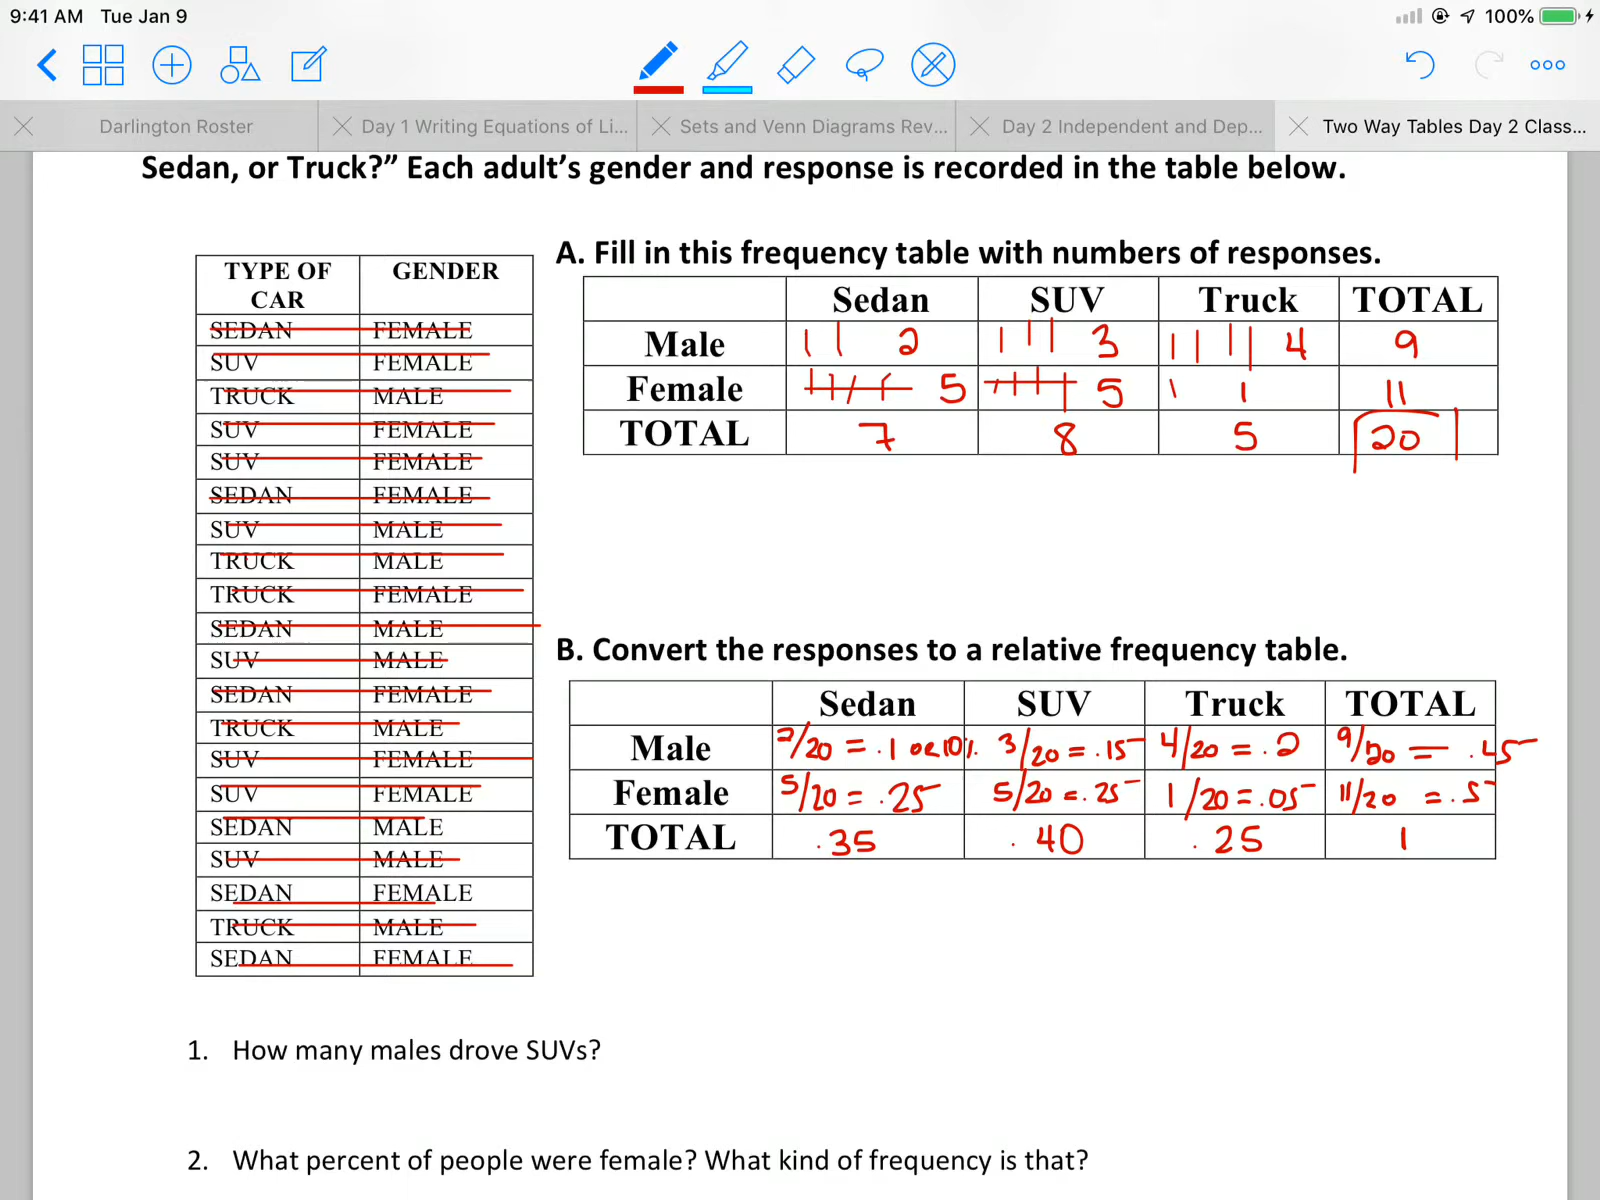 9:41 AM Tue Jan 9
100%
Darlington Roster
Day 1 Writing Equations of Li...
Sets and Venn Diagrams Rev...
Day 2 Independent and Dep...
Two Way Tables Day 2 Class...
Sedan, or Truck?” Each adult’s gender and response is recorded in the table below.
TYPE OF CAR GENDER
SEDAN FEMALE
SUV FEMALE
TRUCK MALE
SUV FEMALE
SUV FEMALE
SEDAN FEMALE
SUV MALE
TRUCK MALE
TRUCK FEMALE
SEDAN MALE
SUV MALE
SEDAN FEMALE
TRUCK MALE
SUV FEMALE
SUV FEMALE
SEDAN MALE
SUV MALE
SEDAN FEMALE
TRUCK MALE
SEDAN FEMALE
A. Fill in this frequency table with numbers of responses.
Sedan SUV Truck TOTAL
Male 2 3 4 9
Female 5 5 1 11
TOTAL 7 8 5 20
B. Convert the responses to a relative frequency table.
Sedan SUV Truck TOTAL
Male 2/20 = .1 OR 10%. 3/20 = .15 4/20 = .2 9/20 = .45
Female 5/20 = .25 5/20 = .25 1/20 = .05 11/20 = .5
TOTAL .35 .40 .25 1
1. How many males drove SUVs?
2. What percent of people were female? What kind of frequency is that?